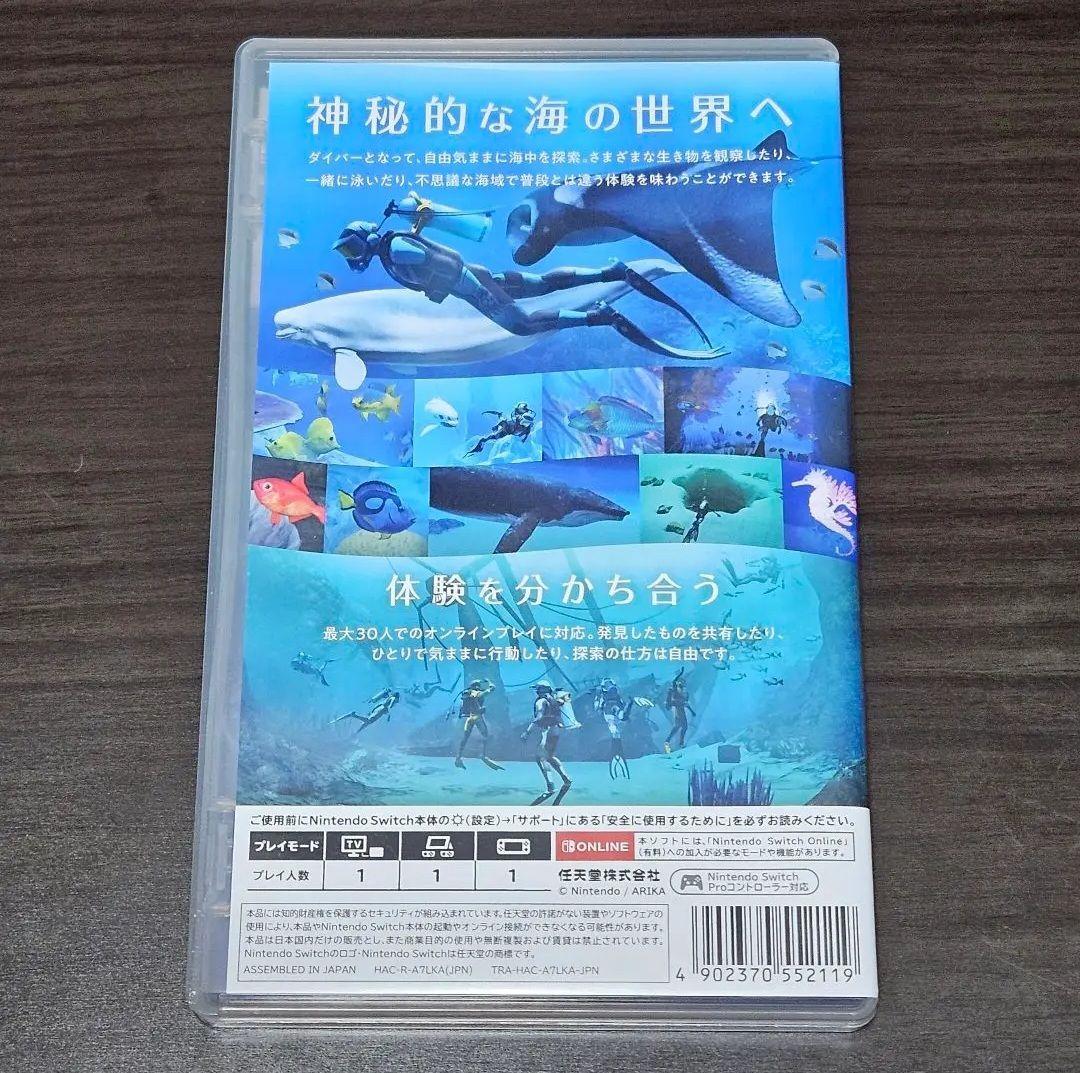 神秘的な海の世界へ
ダイバーとなって、自由気ままに海中を探索。さまざまな生き物を観察したり、
一緒に泳いだり、不思議な海域で普段とは違う体験を味わうことができます。
体験を分かち合う
最大30人でのオンラインプレイに対応。発見したものを共有したり、
ひとりで気ままに行動したり、探索の仕方は自由です。
ご使用前にNintendo Switch本体の(設定)→「サポート」にある「安全に使用するために」を必ずお読みください。
プレイモード TV
プレイ人数 1 1 1
ONLINE 本ソフトには、「Nintendo Switch Online」
(有料)への加入が必要なモードや機能があります。
任天堂株式会社
© Nintendo / ARIKA
Nintendo Switch
Proコントローラー対応
本品には知的財産権を保護するセキュリティが組み込まれています。任天堂の許諾がない装置やソフトウェアの
使用により、本品やNintendo Switch本体の起動やオンライン接続ができなくなる可能性があります。
本品は日本国内だけの販売とし、また商業目的の使用や無断複製および賃貸は禁止されています。
Nintendo Switchのロゴ・Nintendo Switchは任天堂の商標です。
ASSEMBLED IN JAPAN HAC-R-A7LKA(JPN) TRA-HAC-A7LKA-JPN
4 902370 552119